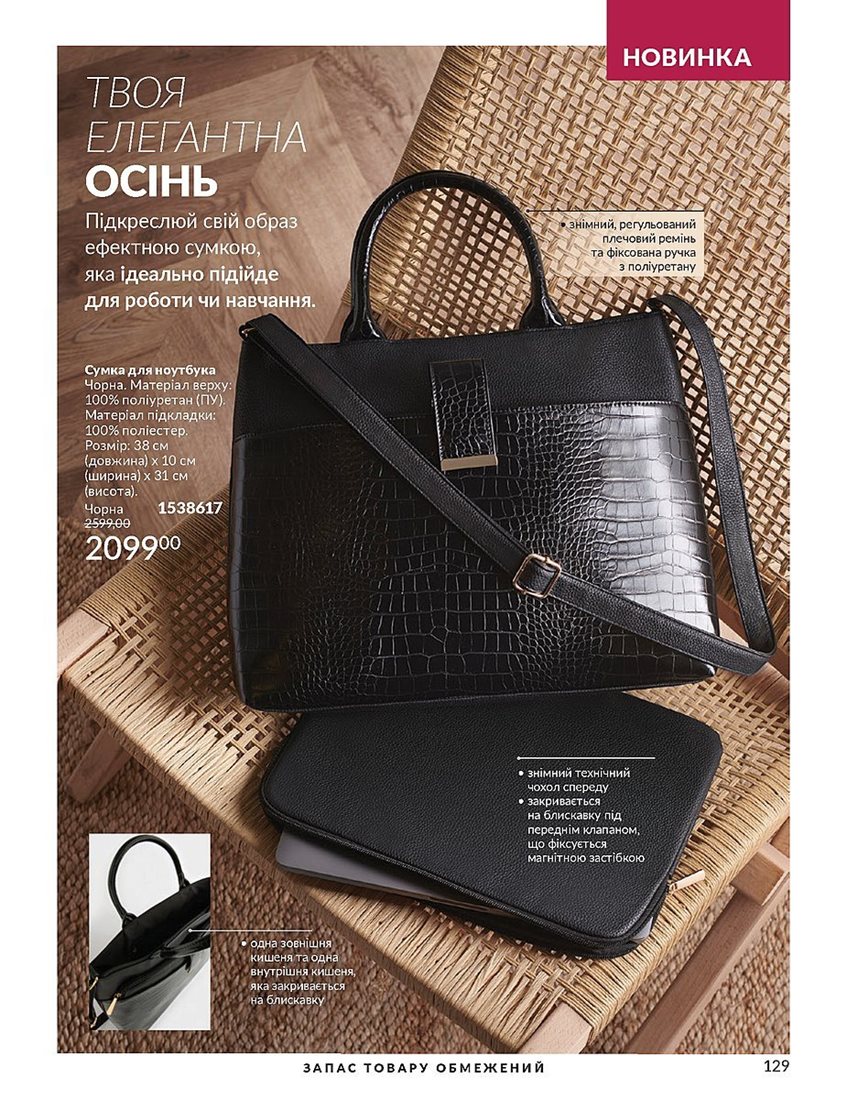 НОВИНКА
ТВОЯ
ЕЛЕГАНТНА
ОСІНЬ
Підкреслюй свій образ
ефектною сумкою,
яка ідеально підійде
для роботи чи навчання.
• знімний, регульований
плечовий ремінь
та фіксована ручка
з поліуретану
Сумка для ноутбука
Чорна. Матеріал верху:
100% поліуретан (ПУ).
Матеріал підкладки:
100% поліестер.
Розмір: 38 см
(довжина) х 10 см
(ширина) х 31 см
(висота).
Чорна 1538617
2599,00
209900
• знімний технічний
чохол спереду
• закривається
на блискавку під
переднім клапаном,
що фіксується
магнітною застібкою
• одна зовнішня
кишеня та одна
внутрішня кишеня,
яка закривається
на блискавку
ЗАПАС ТОВАРУ ОБМЕЖЕНИЙ
129